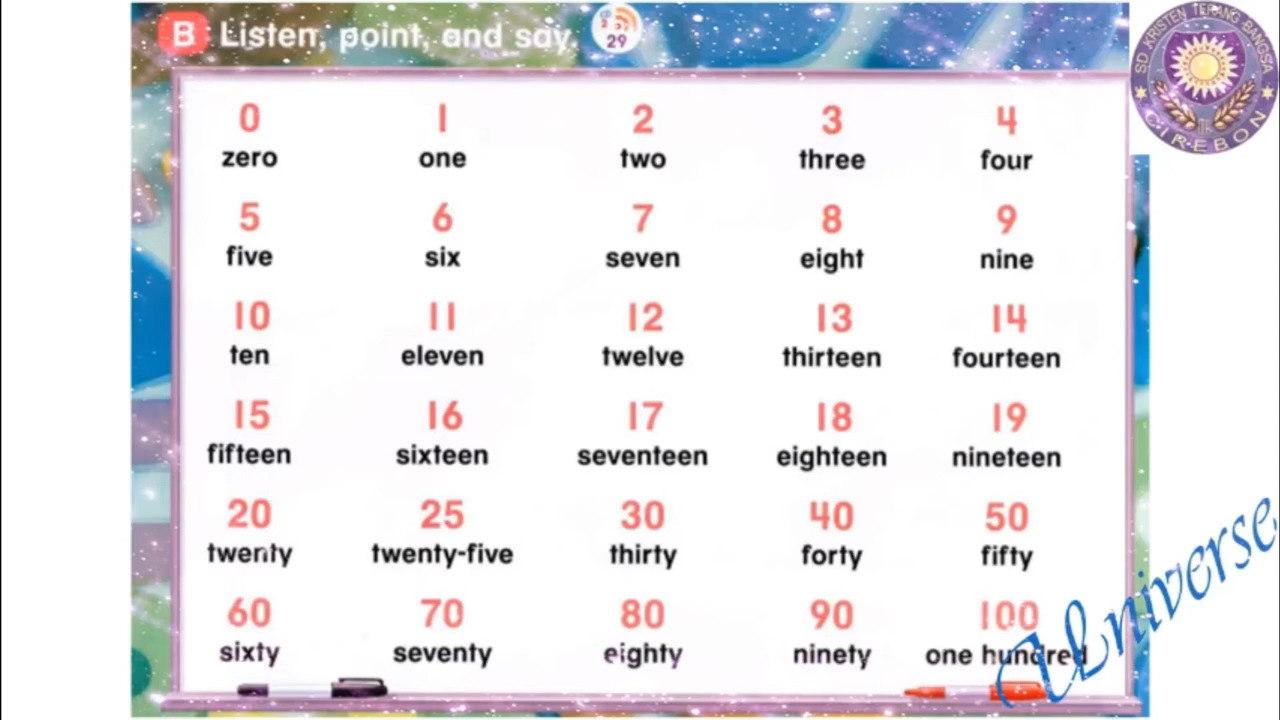 B Listen, point, and say. 29
SD KRISTEN TERANG BANGSA
CIREBON
0 1 2 3 4
zero one two three four
5 6 7 8 9
five six seven eight nine
10 11 12 13 14
ten eleven twelve thirteen fourteen
15 16 17 18 19
fifteen sixteen seventeen eighteen nineteen
20 25 30 40 50
twenty twenty-five thirty forty fifty
60 70 80 90 100
sixty seventy eighty ninety one hundred